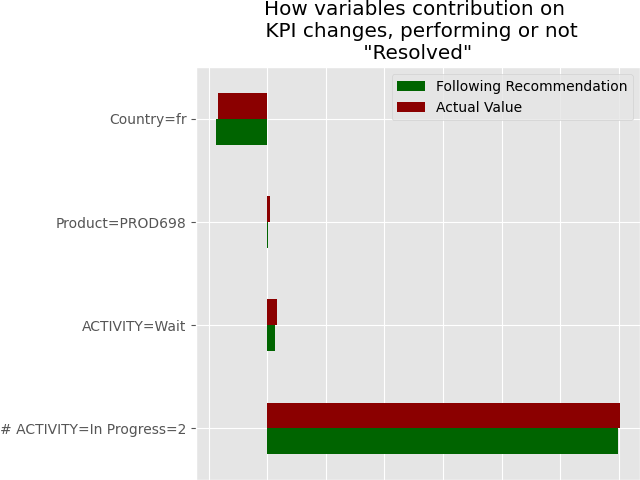 How variables contribution on
KPI changes, performing or not
"Resolved"
Following Recommendation
Actual Value
Country=fr
Product=PROD698
ACTIVITY=Wait
# ACTIVITY=In Progress=2